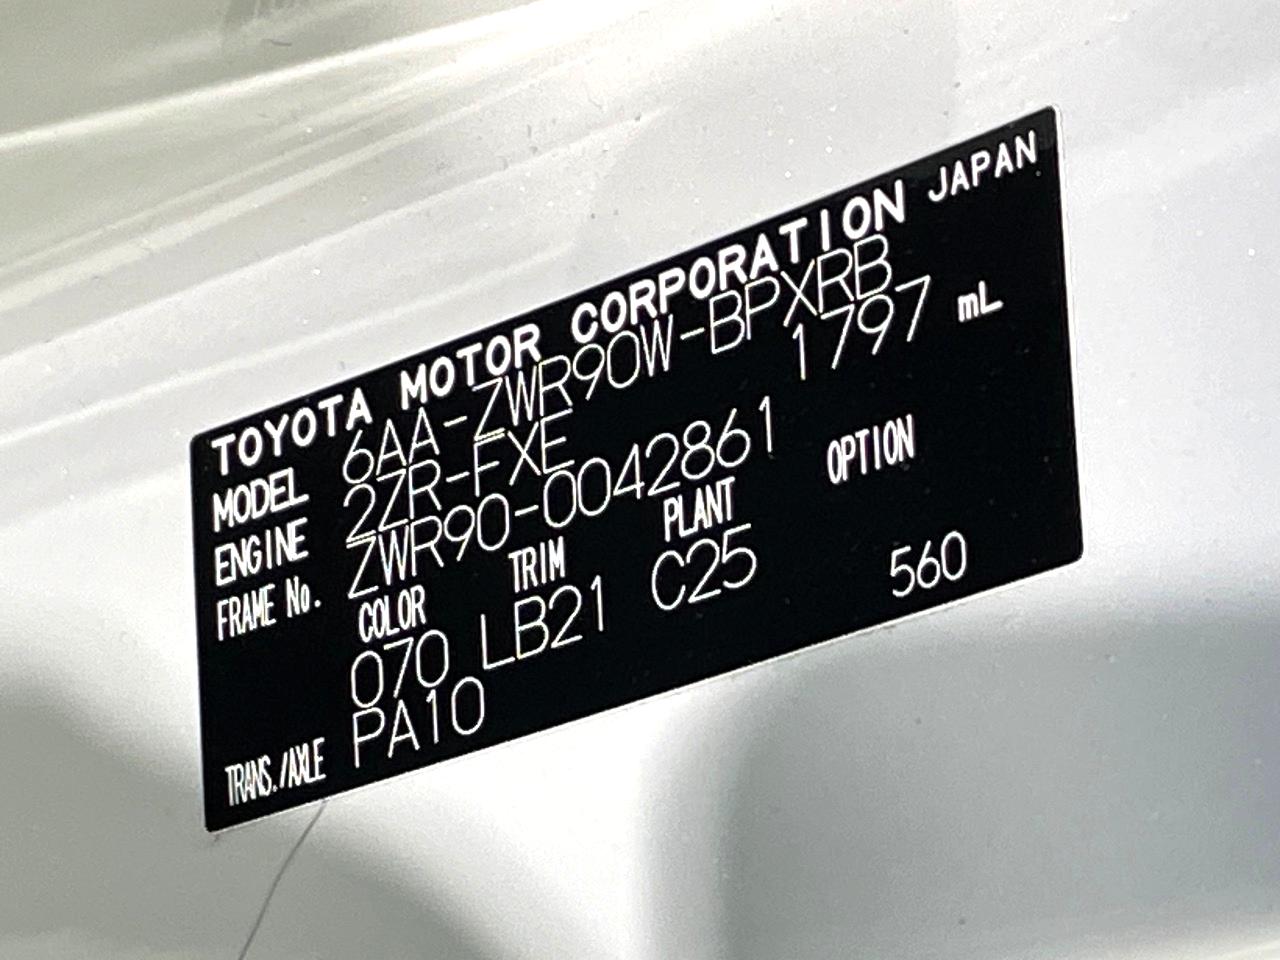 TOYOTA MOTOR CORPORATION JAPAN
MODEL 6AA-ZWR90W-BPXRB
ENGINE 2ZR-FXE 1797 mL
FRAME No. ZWR90-0042861
COLOR TRIM PLANT OPTION
070 LB21 C25 560
TRANS./AXLE PA10